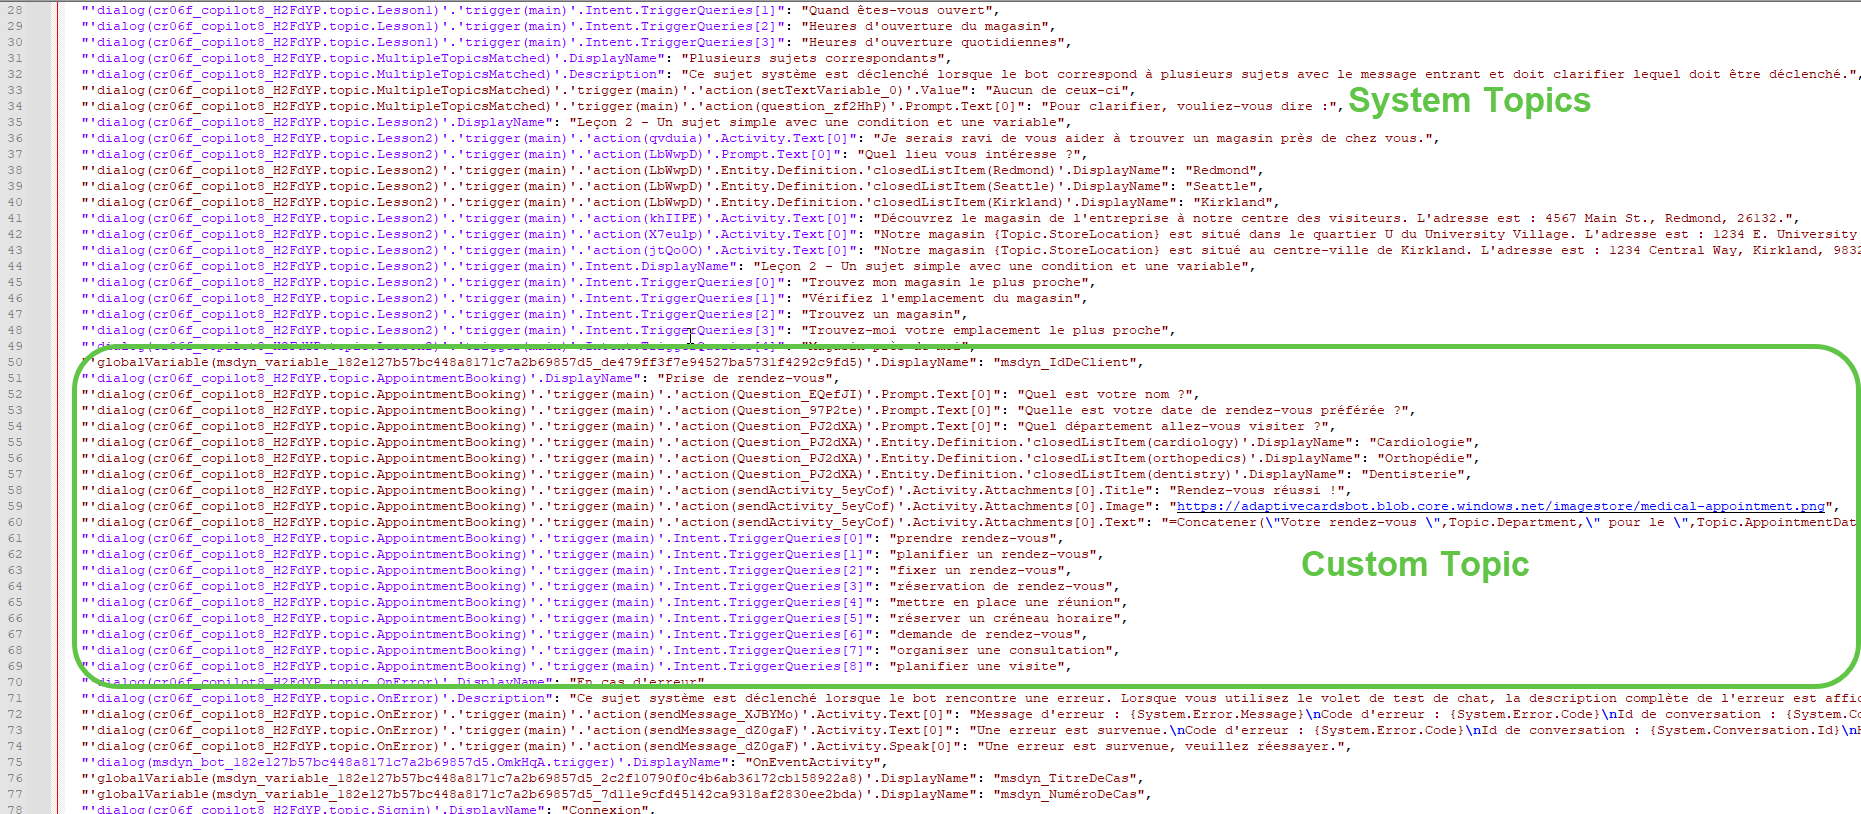 28 "'dialog(cr06f_copilot8_H2FdYP.topic.Lesson1)'.'trigger(main)'.Intent.TriggerQueries[1]": "Quand êtes-vous ouvert",
29 "'dialog(cr06f_copilot8_H2FdYP.topic.Lesson1)'.'trigger(main)'.Intent.TriggerQueries[2]": "Heures d'ouverture du magasin",
30 "'dialog(cr06f_copilot8_H2FdYP.topic.Lesson1)'.'trigger(main)'.Intent.TriggerQueries[3]": "Heures d'ouverture quotidiennes",
31 "'dialog(cr06f_copilot8_H2FdYP.topic.MultipleTopicsMatched)'.DisplayName": "Plusieurs sujets correspondants",
32 "'dialog(cr06f_copilot8_H2FdYP.topic.MultipleTopicsMatched)'.Description": "Ce sujet système est déclenché lorsque le bot correspond à plusieurs sujets avec le message entrant et doit clarifier lequel doit être déclenché.",
33 "'dialog(cr06f_copilot8_H2FdYP.topic.MultipleTopicsMatched)'.'trigger(main)'.'action(setTextVariable_0)'.Value": "Aucun de ceux-ci",
34 "'dialog(cr06f_copilot8_H2FdYP.topic.MultipleTopicsMatched)'.'trigger(main)'.'action(question_zf2HhP)'.Prompt.Text[0]": "Pour clarifier, vouliez-vous dire :",
System Topics
35 "'dialog(cr06f_copilot8_H2FdYP.topic.Lesson2)'.DisplayName": "Leçon 2 - Un sujet simple avec une condition et une variable",
36 "'dialog(cr06f_copilot8_H2FdYP.topic.Lesson2)'.'trigger(main)'.'action(qvduia)'.Activity.Text[0]": "Je serais ravi de vous aider à trouver un magasin près de chez vous.",
37 "'dialog(cr06f_copilot8_H2FdYP.topic.Lesson2)'.'trigger(main)'.'action(LbWwpD)'.Prompt.Text[0]": "Quel lieu vous intéresse ?",
38 "'dialog(cr06f_copilot8_H2FdYP.topic.Lesson2)'.'trigger(main)'.'action(LbWwpD)'.Entity.Definition.'closedListItem(Redmond)'.DisplayName": "Redmond",
39 "'dialog(cr06f_copilot8_H2FdYP.topic.Lesson2)'.'trigger(main)'.'action(LbWwpD)'.Entity.Definition.'closedListItem(Seattle)'.DisplayName": "Seattle",
40 "'dialog(cr06f_copilot8_H2FdYP.topic.Lesson2)'.'trigger(main)'.'action(LbWwpD)'.Entity.Definition.'closedListItem(Kirkland)'.DisplayName": "Kirkland",
41 "'dialog(cr06f_copilot8_H2FdYP.topic.Lesson2)'.'trigger(main)'.'action(khIIPE)'.Activity.Text[0]": "Découvrez le magasin de l'entreprise à notre centre des visiteurs. L'adresse est : 4567 Main St., Redmond, 26132.",
42 "'dialog(cr06f_copilot8_H2FdYP.topic.Lesson2)'.'trigger(main)'.'action(X7eulp)'.Activity.Text[0]": "Notre magasin {Topic.StoreLocation} est situé dans le quartier U du University Village. L'adresse est : 1234 E. University
43 "'dialog(cr06f_copilot8_H2FdYP.topic.Lesson2)'.'trigger(main)'.'action(jtQo0O)'.Activity.Text[0]": "Notre magasin {Topic.StoreLocation} est situé au centre-ville de Kirkland. L'adresse est : 1234 Central Way, Kirkland, 9832
44 "'dialog(cr06f_copilot8_H2FdYP.topic.Lesson2)'.'trigger(main)'.Intent.DisplayName": "Leçon 2 - Un sujet simple avec une condition et une variable",
45 "'dialog(cr06f_copilot8_H2FdYP.topic.Lesson2)'.'trigger(main)'.Intent.TriggerQueries[0]": "Trouvez mon magasin le plus proche",
46 "'dialog(cr06f_copilot8_H2FdYP.topic.Lesson2)'.'trigger(main)'.Intent.TriggerQueries[1]": "Vérifiez l'emplacement du magasin",
47 "'dialog(cr06f_copilot8_H2FdYP.topic.Lesson2)'.'trigger(main)'.Intent.TriggerQueries[2]": "Trouvez un magasin",
48 "'dialog(cr06f_copilot8_H2FdYP.topic.Lesson2)'.'trigger(main)'.Intent.TriggerQueries[3]": "Trouvez-moi votre emplacement le plus proche",
49 "'dialog(cr06f_copilot8_H2FdYP.topic.Lesson2)'.'trigger(main)'.Intent.TriggerQueries[4]": "Magasin près de moi",
50 "'globalVariable(msdyn_variable_182e127b57bc448a8171c7a2b69857d5_de479ff3f7e94527ba5731f4292c9fd5)'.DisplayName": "msdyn_IdDeClient",
51 "'dialog(cr06f_copilot8_H2FdYP.topic.AppointmentBooking)'.DisplayName": "Prise de rendez-vous",
52 "'dialog(cr06f_copilot8_H2FdYP.topic.AppointmentBooking)'.'trigger(main)'.'action(Question_EQefJI)'.Prompt.Text[0]": "Quel est votre nom ?",
53 "'dialog(cr06f_copilot8_H2FdYP.topic.AppointmentBooking)'.'trigger(main)'.'action(Question_97P2te)'.Prompt.Text[0]": "Quelle est votre date de rendez-vous préférée ?",
54 "'dialog(cr06f_copilot8_H2FdYP.topic.AppointmentBooking)'.'trigger(main)'.'action(Question_PJ2dXA)'.Prompt.Text[0]": "Quel département allez-vous visiter ?",
55 "'dialog(cr06f_copilot8_H2FdYP.topic.AppointmentBooking)'.'trigger(main)'.'action(Question_PJ2dXA)'.Entity.Definition.'closedListItem(cardiology)'.DisplayName": "Cardiologie",
56 "'dialog(cr06f_copilot8_H2FdYP.topic.AppointmentBooking)'.'trigger(main)'.'action(Question_PJ2dXA)'.Entity.Definition.'closedListItem(orthopedics)'.DisplayName": "Orthopédie",
57 "'dialog(cr06f_copilot8_H2FdYP.topic.AppointmentBooking)'.'trigger(main)'.'action(Question_PJ2dXA)'.Entity.Definition.'closedListItem(dentistry)'.DisplayName": "Dentisterie",
58 "'dialog(cr06f_copilot8_H2FdYP.topic.AppointmentBooking)'.'trigger(main)'.'action(sendActivity_5eyCof)'.Activity.Attachments[0].Title": "Rendez-vous réussi !",
59 "'dialog(cr06f_copilot8_H2FdYP.topic.AppointmentBooking)'.'trigger(main)'.'action(sendActivity_5eyCof)'.Activity.Attachments[0].Image": "https://adaptivecardsbot.blob.core.windows.net/imagestore/medical-appointment.png",
60 "'dialog(cr06f_copilot8_H2FdYP.topic.AppointmentBooking)'.'trigger(main)'.'action(sendActivity_5eyCof)'.Activity.Attachments[0].Text": "=Concatener(\"Votre rendez-vous \",Topic.Department,\" pour le \",Topic.AppointmentDat
61 "'dialog(cr06f_copilot8_H2FdYP.topic.AppointmentBooking)'.'trigger(main)'.Intent.TriggerQueries[0]": "prendre rendez-vous",
62 "'dialog(cr06f_copilot8_H2FdYP.topic.AppointmentBooking)'.'trigger(main)'.Intent.TriggerQueries[1]": "planifier un rendez-vous",
63 "'dialog(cr06f_copilot8_H2FdYP.topic.AppointmentBooking)'.'trigger(main)'.Intent.TriggerQueries[2]": "fixer un rendez-vous",
Custom Topic
64 "'dialog(cr06f_copilot8_H2FdYP.topic.AppointmentBooking)'.'trigger(main)'.Intent.TriggerQueries[3]": "réservation de rendez-vous",
65 "'dialog(cr06f_copilot8_H2FdYP.topic.AppointmentBooking)'.'trigger(main)'.Intent.TriggerQueries[4]": "mettre en place une réunion",
66 "'dialog(cr06f_copilot8_H2FdYP.topic.AppointmentBooking)'.'trigger(main)'.Intent.TriggerQueries[5]": "réserver un créneau horaire",
67 "'dialog(cr06f_copilot8_H2FdYP.topic.AppointmentBooking)'.'trigger(main)'.Intent.TriggerQueries[6]": "demande de rendez-vous",
68 "'dialog(cr06f_copilot8_H2FdYP.topic.AppointmentBooking)'.'trigger(main)'.Intent.TriggerQueries[7]": "organiser une consultation",
69 "'dialog(cr06f_copilot8_H2FdYP.topic.AppointmentBooking)'.'trigger(main)'.Intent.TriggerQueries[8]": "planifier une visite",
70 "'dialog(cr06f_copilot8_H2FdYP.topic.OnError)'.DisplayName": "En cas d'erreur",
71 "'dialog(cr06f_copilot8_H2FdYP.topic.OnError)'.Description": "Ce sujet système est déclenché lorsque le bot rencontre une erreur. Lorsque vous utilisez le volet de test de chat, la description complète de l'erreur est affic
72 "'dialog(cr06f_copilot8_H2FdYP.topic.OnError)'.'trigger(main)'.'action(sendMessage_XJBYMo)'.Activity.Text[0]": "Message d'erreur : {System.Error.Message}\nCode d'erreur : {System.Error.Code}\nId de conversation : {System.Co
73 "'dialog(cr06f_copilot8_H2FdYP.topic.OnError)'.'trigger(main)'.'action(sendMessage_dZ0gaF)'.Activity.Text[0]": "Une erreur est survenue.\nCode d'erreur : {System.Error.Code}\nId de conversation : {System.Conversation.Id}\nH
74 "'dialog(cr06f_copilot8_H2FdYP.topic.OnError)'.'trigger(main)'.'action(sendMessage_dZ0gaF)'.Activity.Speak[0]": "Une erreur est survenue, veuillez réessayer.",
75 "'dialog(msdyn_bot_182e127b57bc448a8171c7a2b69857d5.OmkHqA.trigger)'.DisplayName": "OnEventActivity",
76 "'globalVariable(msdyn_variable_182e127b57bc448a8171c7a2b69857d5_2c2f10790f0c4b6ab36172cb158922a8)'.DisplayName": "msdyn_TitreDeCas",
77 "'globalVariable(msdyn_variable_182e127b57bc448a8171c7a2b69857d5_7d11e9cfd45142ca9318af2830ee2bda)'.DisplayName": "msdyn_NuméroDeCas",
78 "'dialog(cr06f_copilot8_H2FdYP.topic.Signin)'.DisplayName": "Connexion",